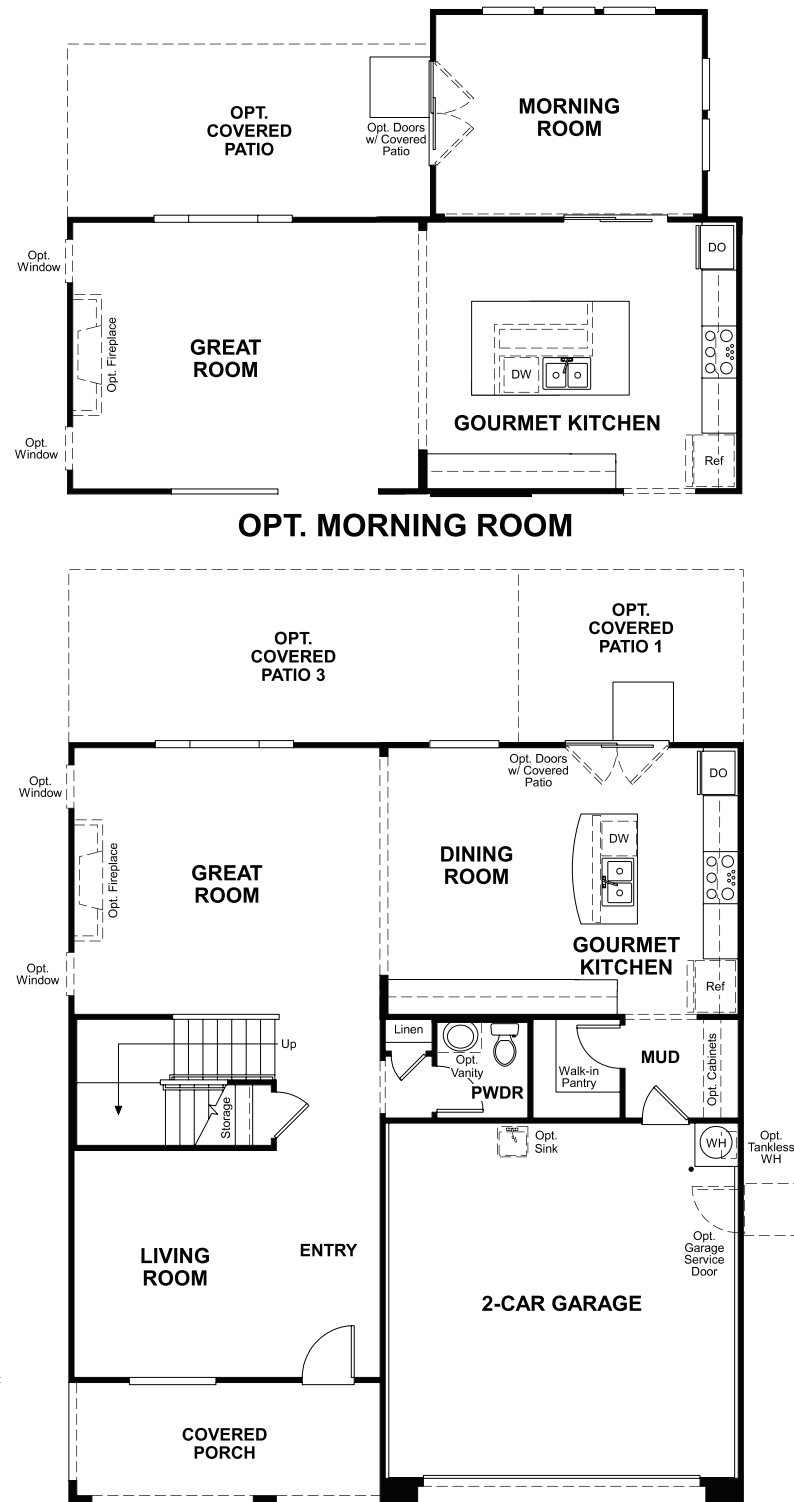 MORNING
ROOM
OPT.
COVERED
PATIO
Opt. Doors
w/ Covered
Patio
Opt.
Window
Opt. Fireplace
GREAT
ROOM
Opt.
Window
DO
DW
GOURMET KITCHEN
Ref
OPT. MORNING ROOM
OPT.
COVERED
PATIO 3
OPT.
COVERED
PATIO 1
Opt. Doors
w/ Covered
Patio
DO
Opt.
Window
Opt. Fireplace
GREAT
ROOM
DINING
ROOM
DW
GOURMET
KITCHEN
Opt.
Window
Ref
Up
Storage
Linen
Opt.
Vanity
PWDR
Walk-in
Pantry
MUD
Opt. Cabinets
Opt.
Sink
WH
Opt.
Tankless
WH
Opt.
Garage
Service
Door
LIVING
ROOM
ENTRY
2-CAR GARAGE
COVERED
PORCH